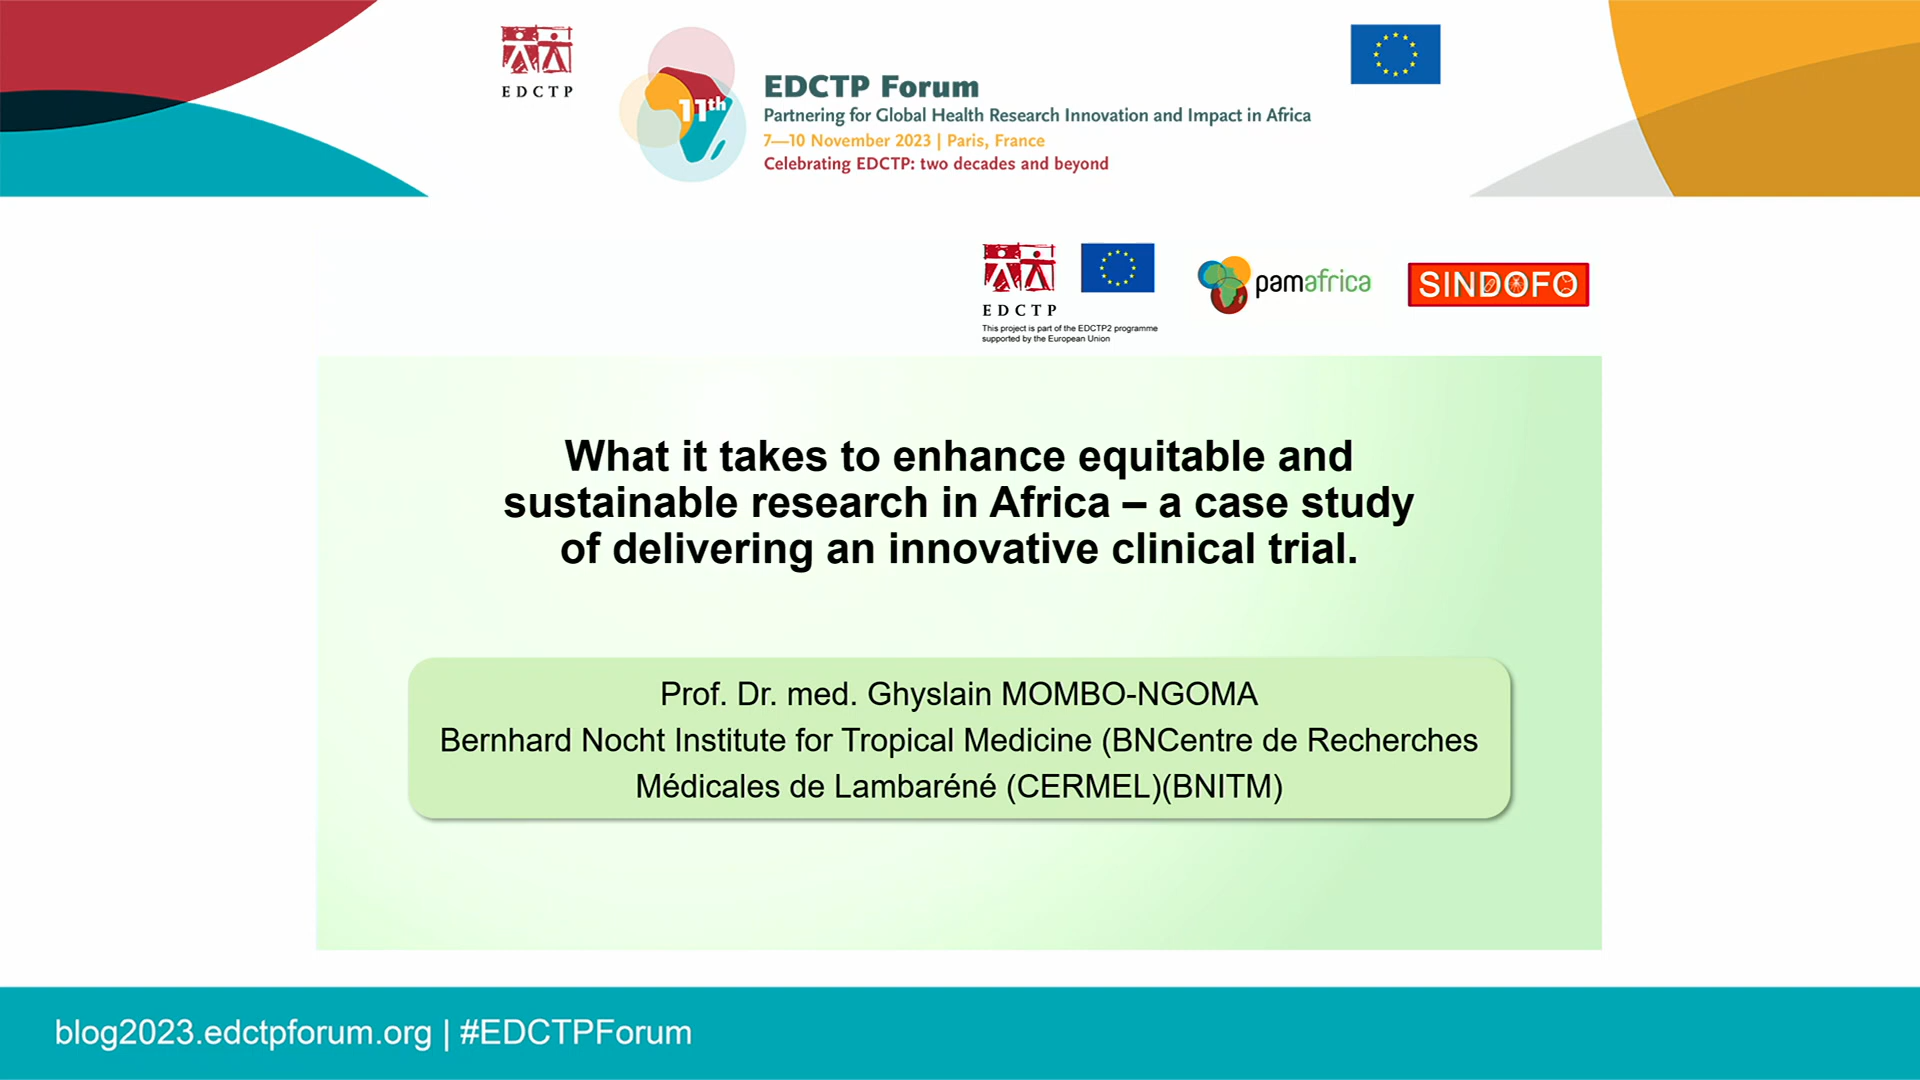 EDCTP
11th
EDCTP Forum
Partnering for Global Health Research Innovation and Impact in Africa
7—10 November 2023 | Paris, France
Celebrating EDCTP: two decades and beyond
EDCTP
This project is part of the EDCTP2 programme
supported by the European Union
pamafrica
SINDOFO
What it takes to enhance equitable and
sustainable research in Africa – a case study
of delivering an innovative clinical trial.
Prof. Dr. med. Ghyslain MOMBO-NGOMA
Bernhard Nocht Institute for Tropical Medicine (BNCentre de Recherches
Médicales de Lambaréné (CERMEL)(BNITM)
blog2023.edctpforum.org | #EDCTPForum